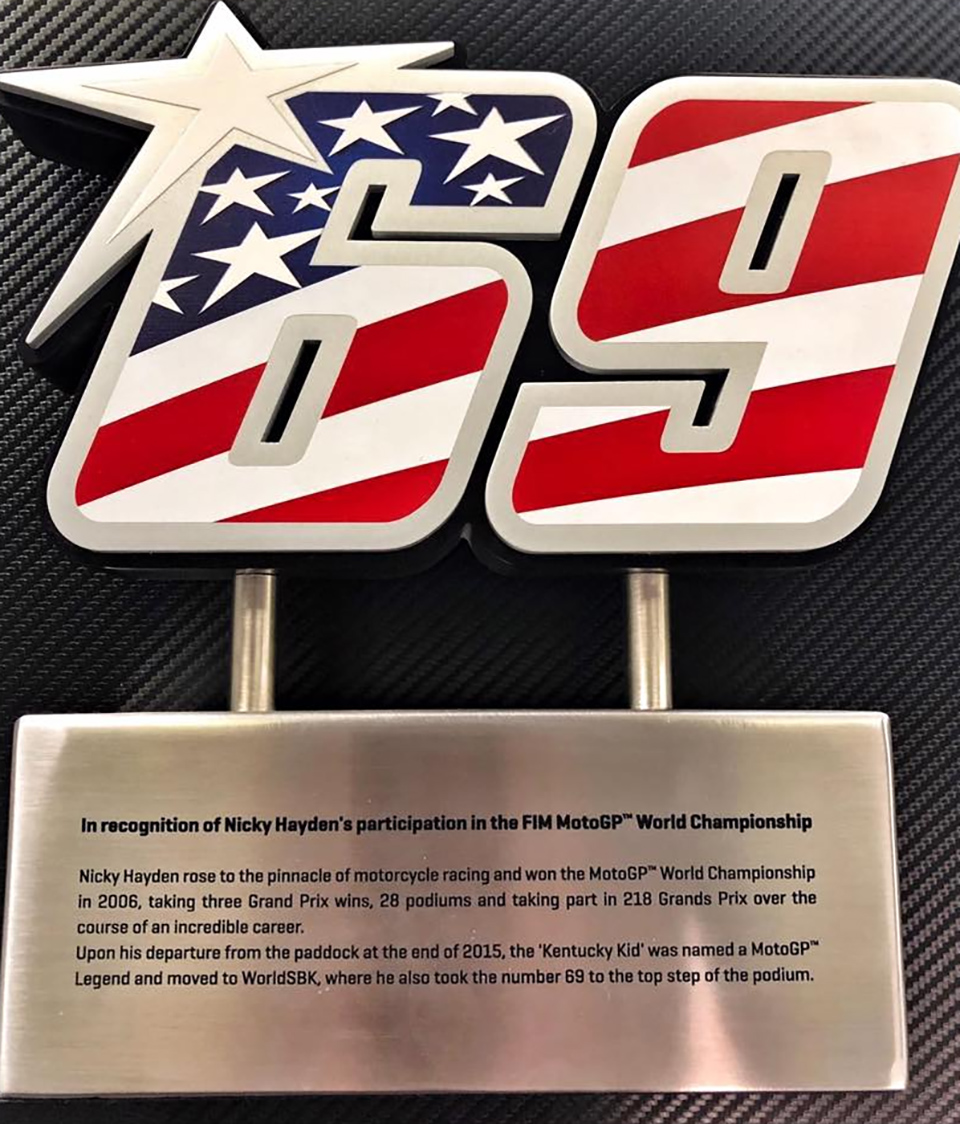 69
In recognition of Nicky Hayden's participation in the FIM MotoGP™ World Championship
Nicky Hayden rose to the pinnacle of motorcycle racing and won the MotoGP™ World Championship
in 2006, taking three Grand Prix wins, 28 podiums and taking part in 218 Grands Prix over the
course of an incredible career.
Upon his departure from the paddock at the end of 2015, the 'Kentucky Kid' was named a MotoGP™
Legend and moved to WorldSBK, where he also took the number 69 to the top step of the podium.